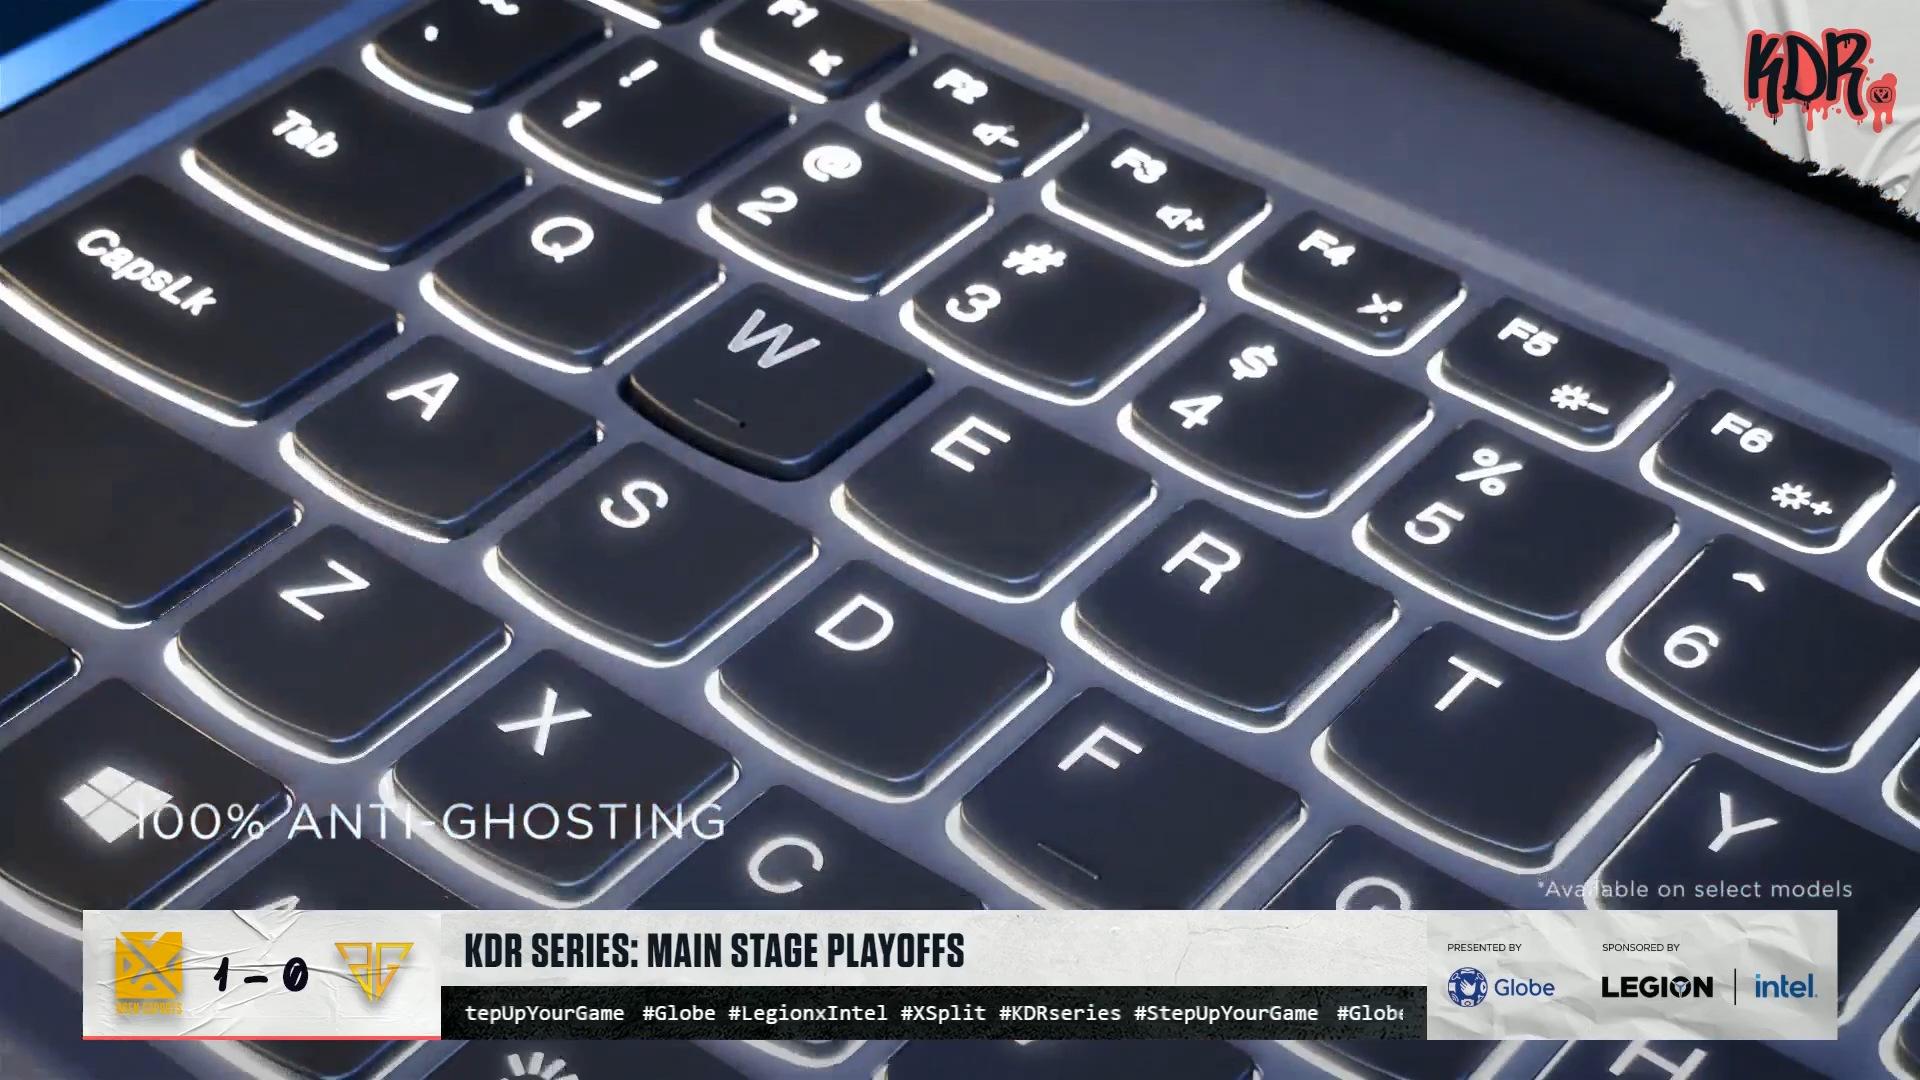 KDR
~
F1
F2
F3
F4
F5
F6
!
1
@
2
#
3
$
4
%
5
^
6
Tab
Q
W
E
R
T
Y
CapsLk
A
S
D
F
G
H
Z
X
C
100% ANTI-GHOSTING
*Available on select models
1 - 0
KDR SERIES: MAIN STAGE PLAYOFFS
tepUpYourGame #Globe #LegionxIntel #XSplit #KDRseries #StepUpYourGame #Globe
PRESENTED BY
Globe
SPONSORED BY
LEGION
intel.